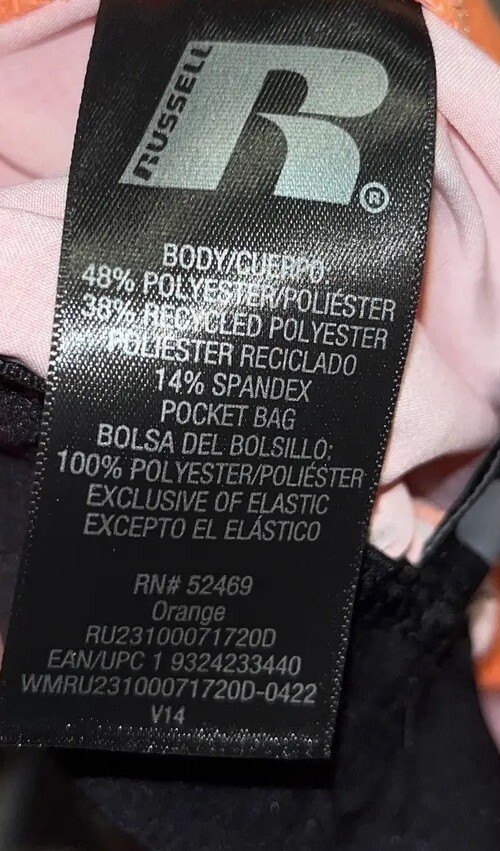 RUSSELL
R®
BODY/CUERPO:
48% POLYESTER/POLIÉSTER
38% RECYCLED POLYESTER
POLIÉSTER RECICLADO
14% SPANDEX
POCKET BAG
BOLSA DEL BOLSILLO;
100% POLYESTER/POLIÉSTER
EXCLUSIVE OF ELASTIC
EXCEPTO EL ELÁSTICO
RN# 52469
Orange
RU23100071720D
EAN/UPC 1 9324233440
WMRU23100071720D-0422
V14